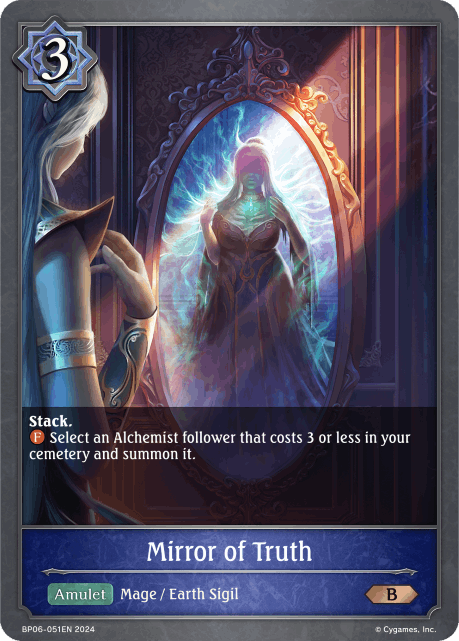 3
Stack.
F Select an Alchemist follower that costs 3 or less in your
cemetery and summon it.
Mirror of Truth
Amulet Mage / Earth Sigil B
BP06-051EN 2024 © Cygames, Inc.